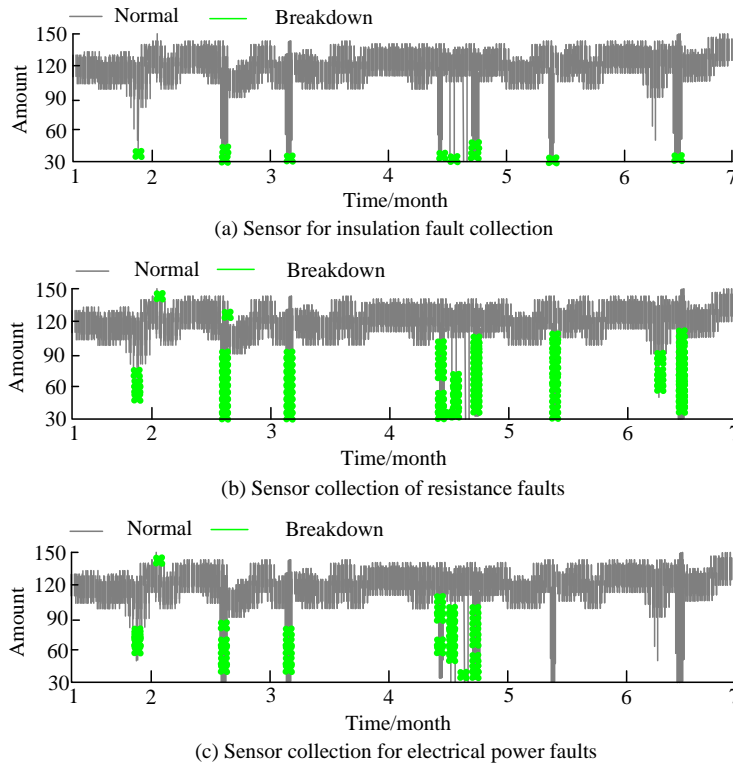 Normal Breakdown
150
120
90
60
30
Amount
1 2 3 4 5 6 7
Time/month
(a) Sensor for insulation fault collection
Normal Breakdown
150
120
90
60
30
Amount
1 2 3 4 5 6 7
Time/month
(b) Sensor collection of resistance faults
Normal Breakdown
150
120
90
60
30
Amount
1 2 3 4 5 6 7
Time/month
(c) Sensor collection for electrical power faults